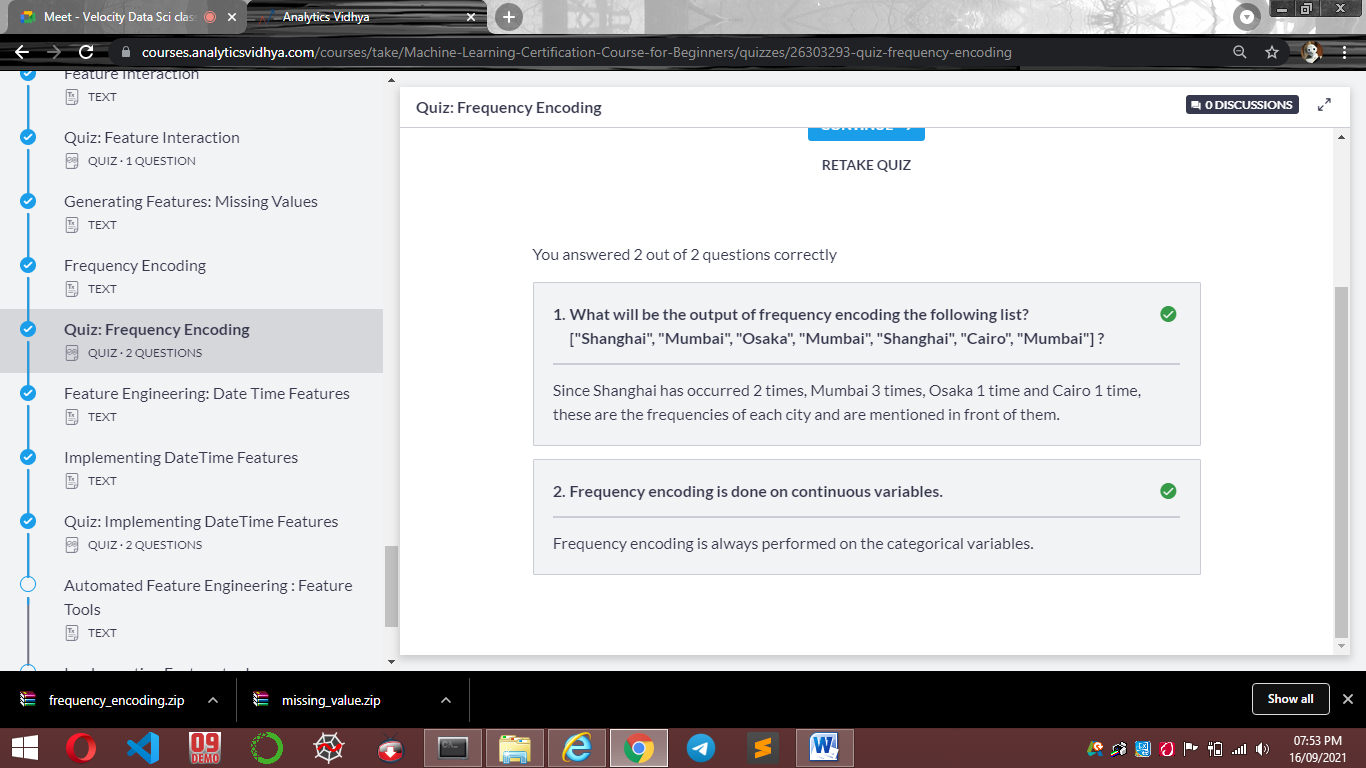 Meet - Velocity Data Sci clas
Analytics Vidhya
courses.analyticsvidhya.com/courses/take/Machine-Learning-Certification-Course-for-Beginners/quizzes/26303293-quiz-frequency-encoding
Feature Interaction
TEXT
Quiz: Feature Interaction
QUIZ · 1 QUESTION
Generating Features: Missing Values
TEXT
Frequency Encoding
TEXT
Quiz: Frequency Encoding
QUIZ · 2 QUESTIONS
Feature Engineering: Date Time Features
TEXT
Implementing DateTime Features
TEXT
Quiz: Implementing DateTime Features
QUIZ · 2 QUESTIONS
Automated Feature Engineering : Feature
Tools
TEXT
Quiz: Frequency Encoding
0 DISCUSSIONS
CONTINUE
RETAKE QUIZ
You answered 2 out of 2 questions correctly
1. What will be the output of frequency encoding the following list?
["Shanghai", "Mumbai", "Osaka", "Mumbai", "Shanghai", "Cairo", "Mumbai"] ?
Since Shanghai has occurred 2 times, Mumbai 3 times, Osaka 1 time and Cairo 1 time,
these are the frequencies of each city and are mentioned in front of them.
2. Frequency encoding is done on continuous variables.
Frequency encoding is always performed on the categorical variables.
frequency_encoding.zip
missing_value.zip
Show all
09
DEMO
07:53 PM
16/09/2021